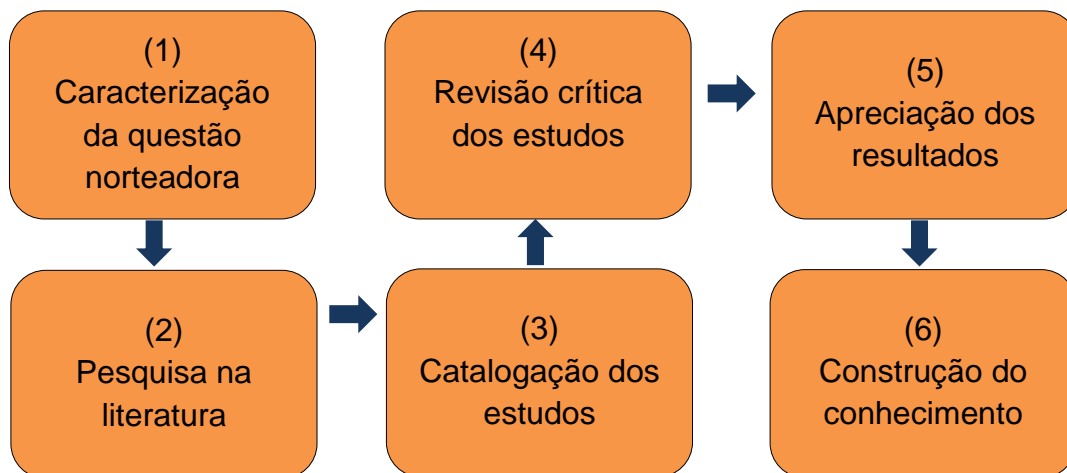 (1)
Caracterização
da questão
norteadora
(2)
Pesquisa na
literatura
(3)
Catalogação dos
estudos
(4)
Revisão crítica
dos estudos
(5)
Apreciação dos
resultados
(6)
Construção do
conhecimento